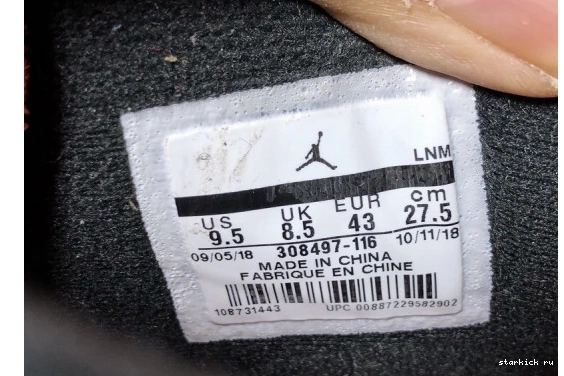 LNM
US UK EUR cm
9.5 8.5 43 27.5
09/05/18 308497-116 10/11/18
MADE IN CHINA
FABRIQUE EN CHINE
108731443 UPC 00887229582902
starkick ru